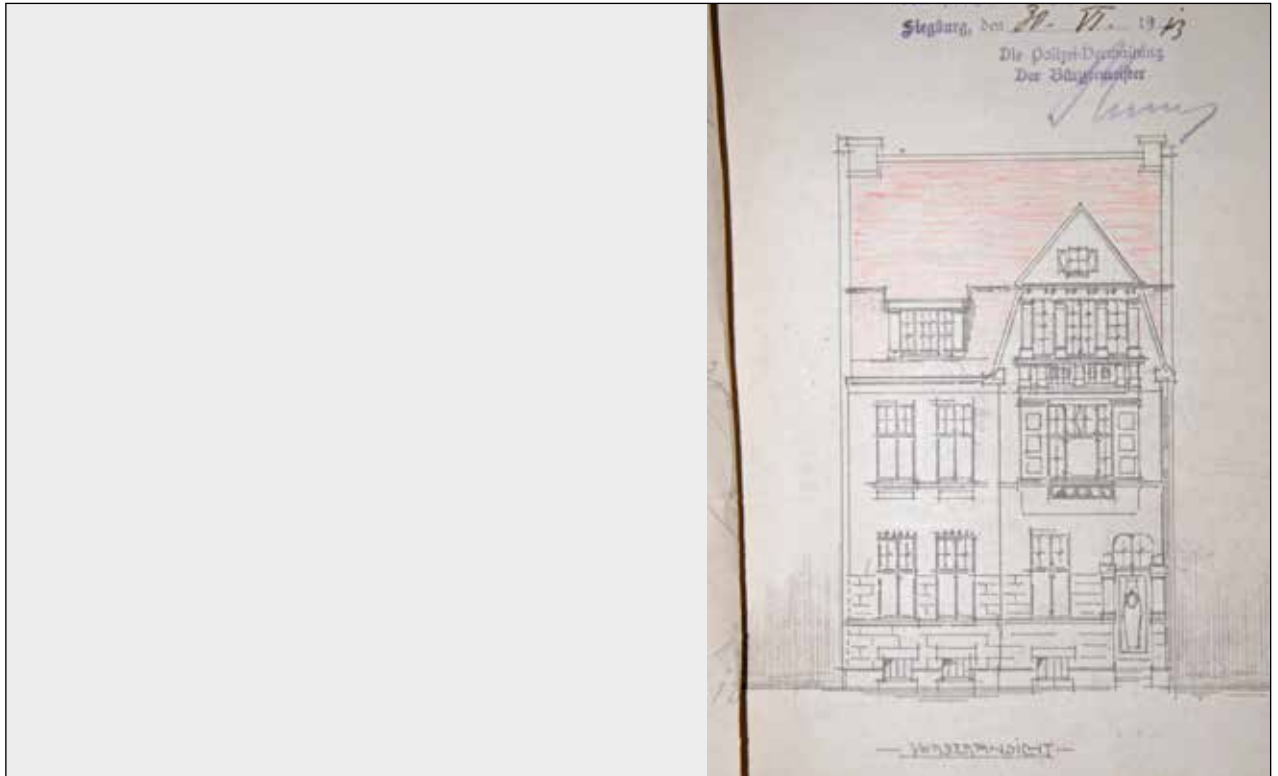 Siegburg, den 30. VI. 1913
Die Polizei-Verwaltung
Der Bürgermeister
VORDERANSICHT